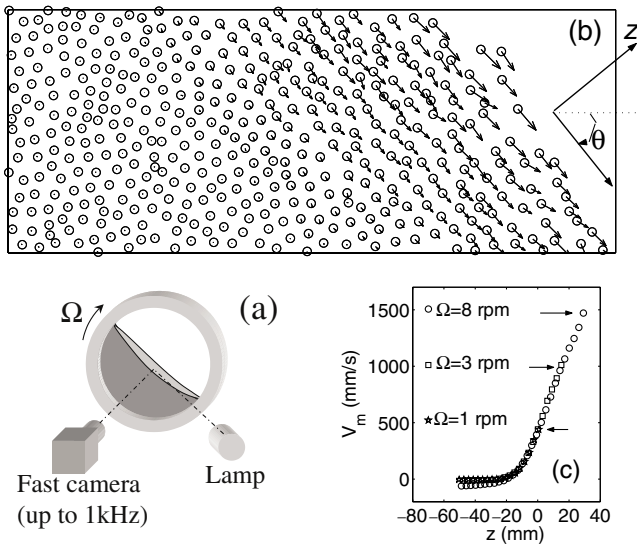 (b)
z
θ
(a)
Ω
Fast camera
(up to 1kHz)
Lamp
1500
1000
500
0
V_m (mm/s)
Ω=8 rpm
Ω=3 rpm
Ω=1 rpm
(c)
−80 −60 −40 −20 0 20 40
z (mm)